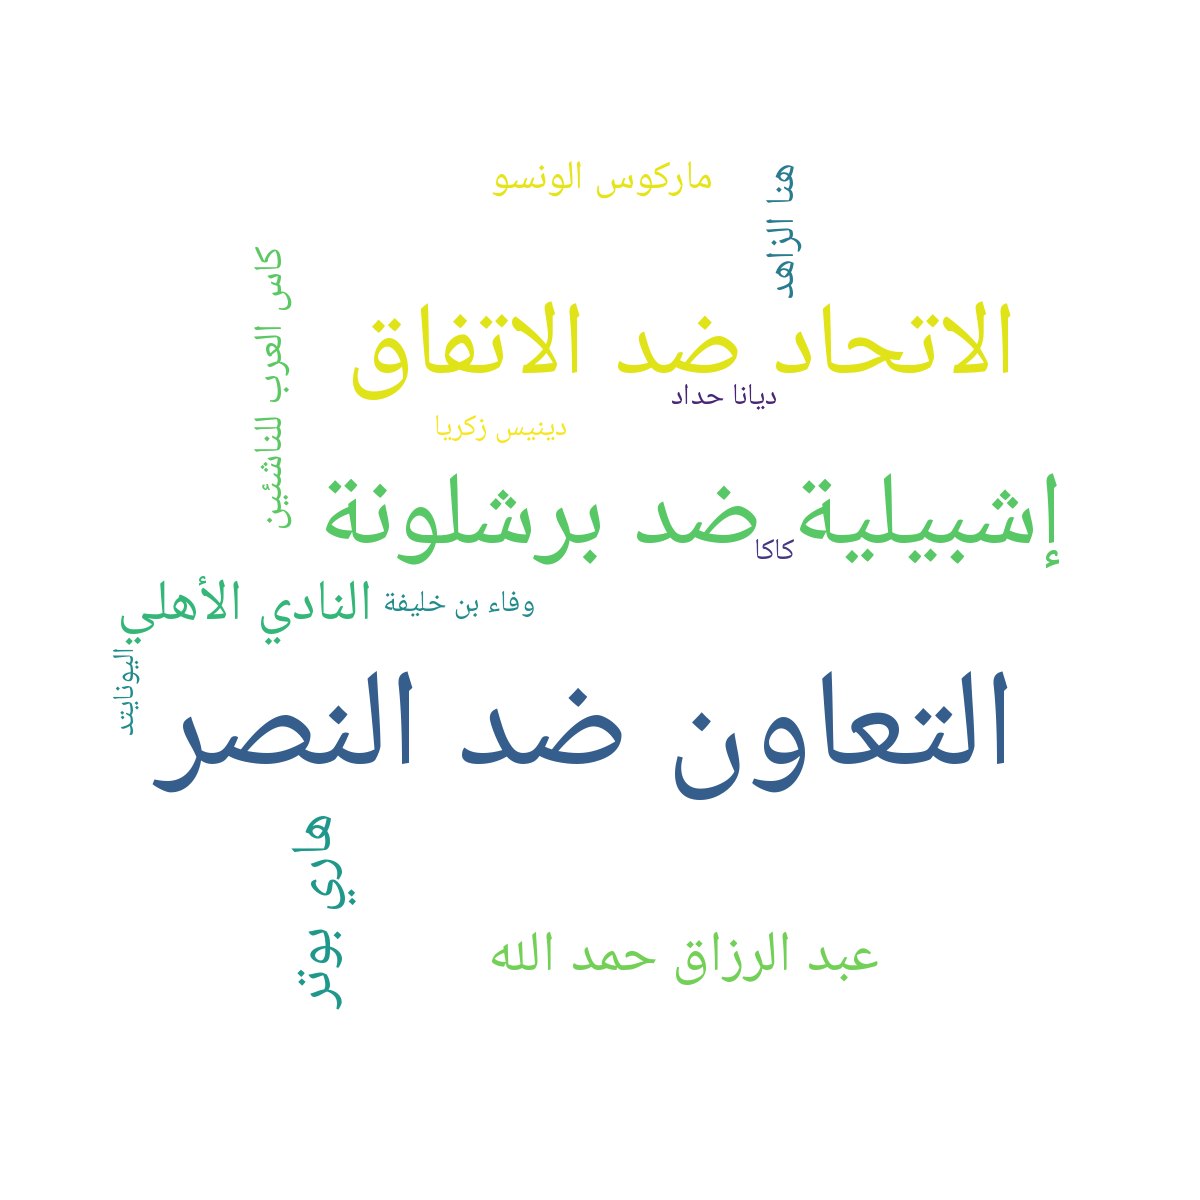 ماركوس الونسو
هنا الزاهد
كاس العرب للناشئين
الاتحاد ضد الاتفاق
ديانا حداد
دينيس زكريا
إشبيلية ضد برشلونة
كاكا
النادي الأهلي
وفاء بن خليفة
اليونايتد
التعاون ضد النصر
هاري بوتر
عبد الرزاق حمد الله